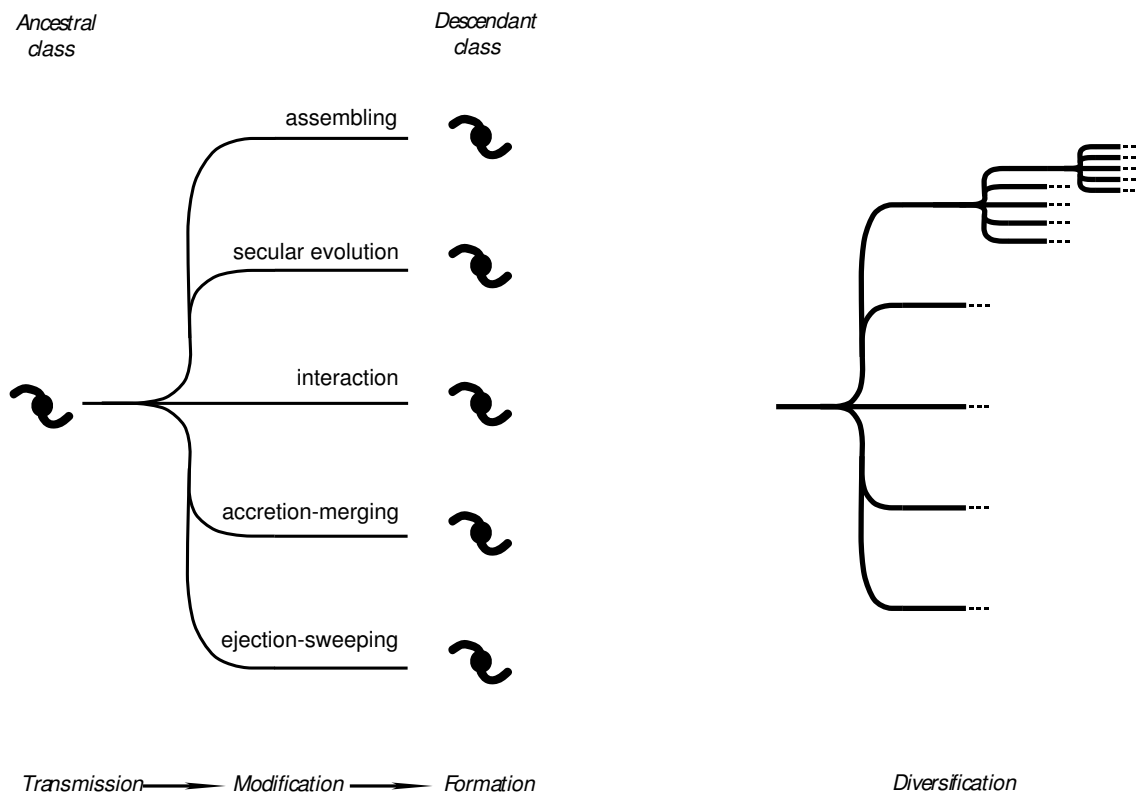 Ancestral
class
Descendant
class
assembling
secular evolution
interaction
accretion-merging
ejection-sweeping
Transmission Modification Formation
Diversification